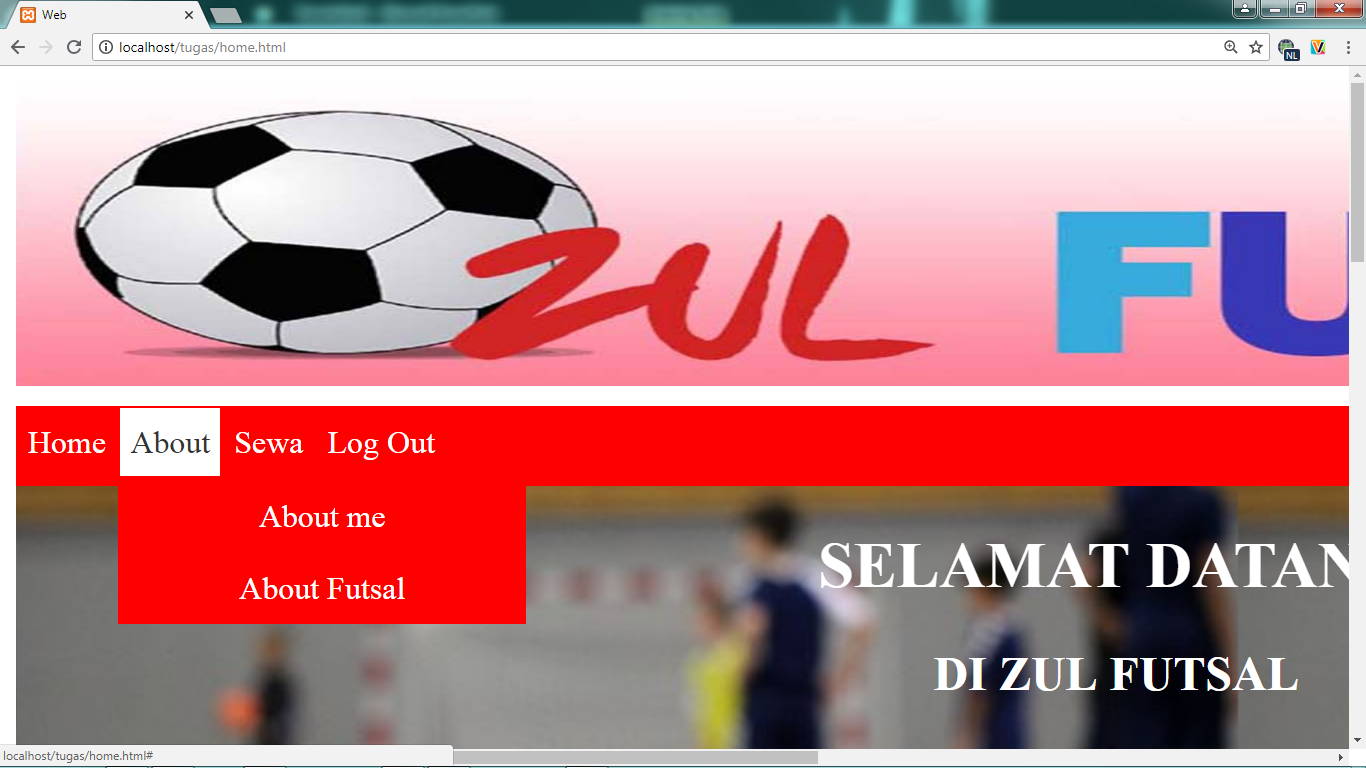 Web
localhost/tugas/home.html
NL
ZUL FU
Home About Sewa Log Out
About me
About Futsal
SELAMAT DATAN
DI ZUL FUTSAL
localhost/tugas/home.html#